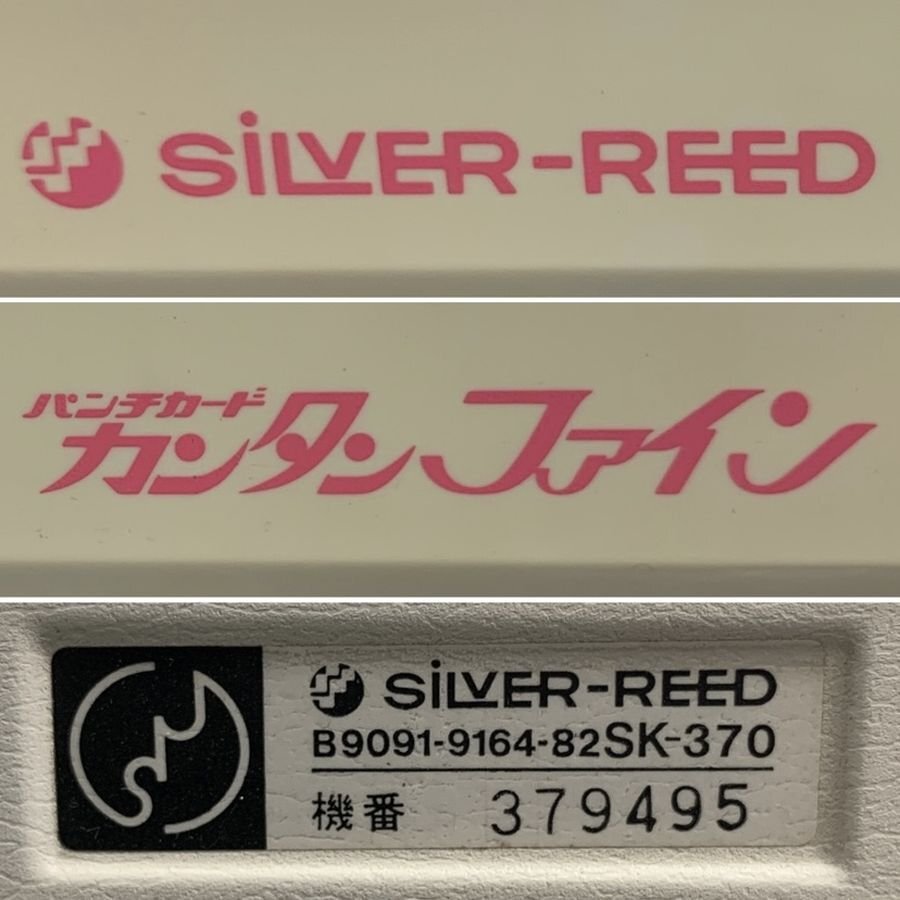 SiLVER-REED
パンチカード
カンタンファイン
SiLVER-REED
B9091-9164-82SK-370
機番 379495